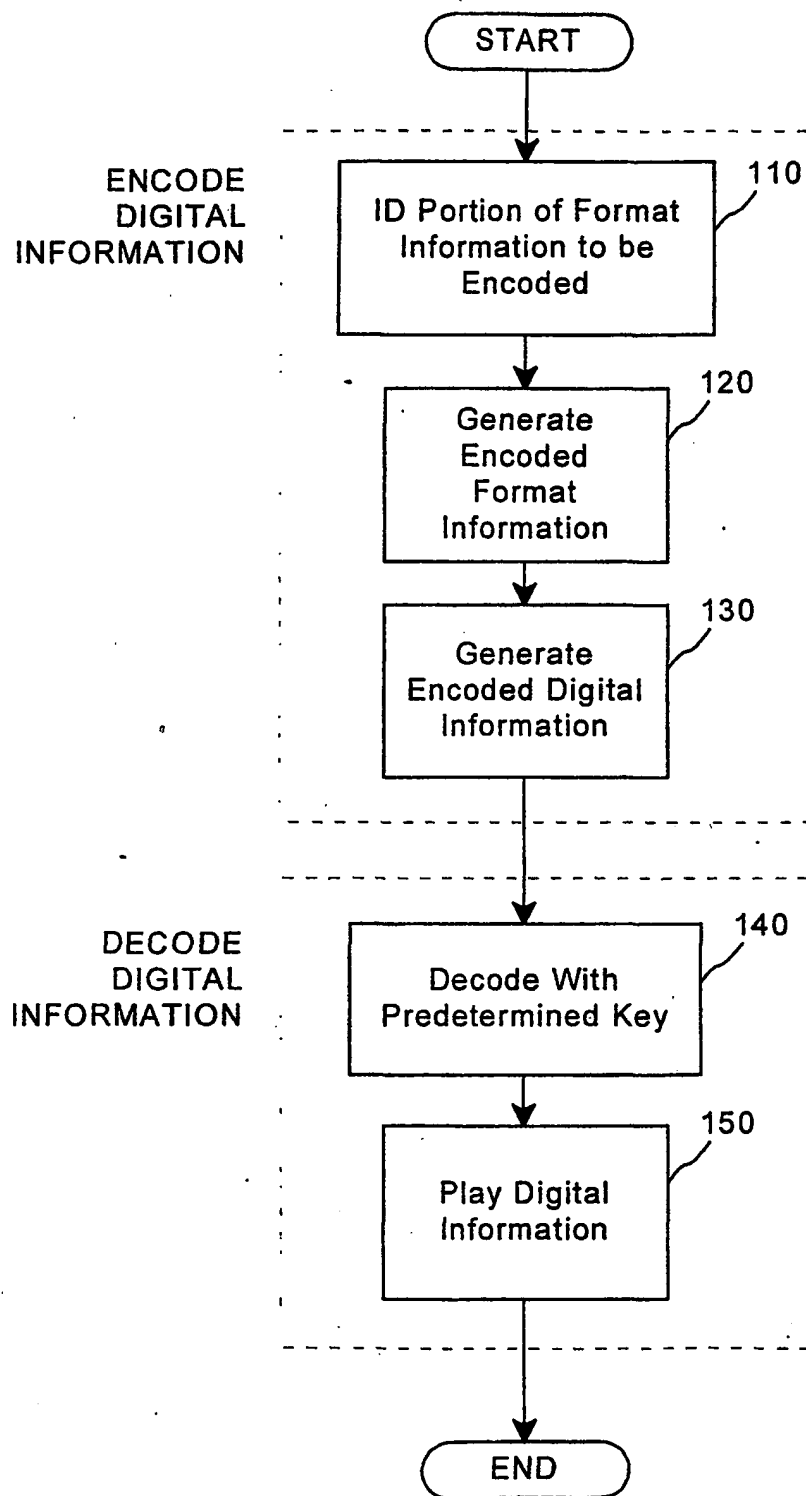 START
ENCODE
DIGITAL
INFORMATION
110
ID Portion of Format
Information to be
Encoded
120
Generate
Encoded
Format
Information
130
Generate
Encoded Digital
Information
DECODE
DIGITAL
INFORMATION
140
Decode With
Predetermined Key
150
Play Digital
Information
END